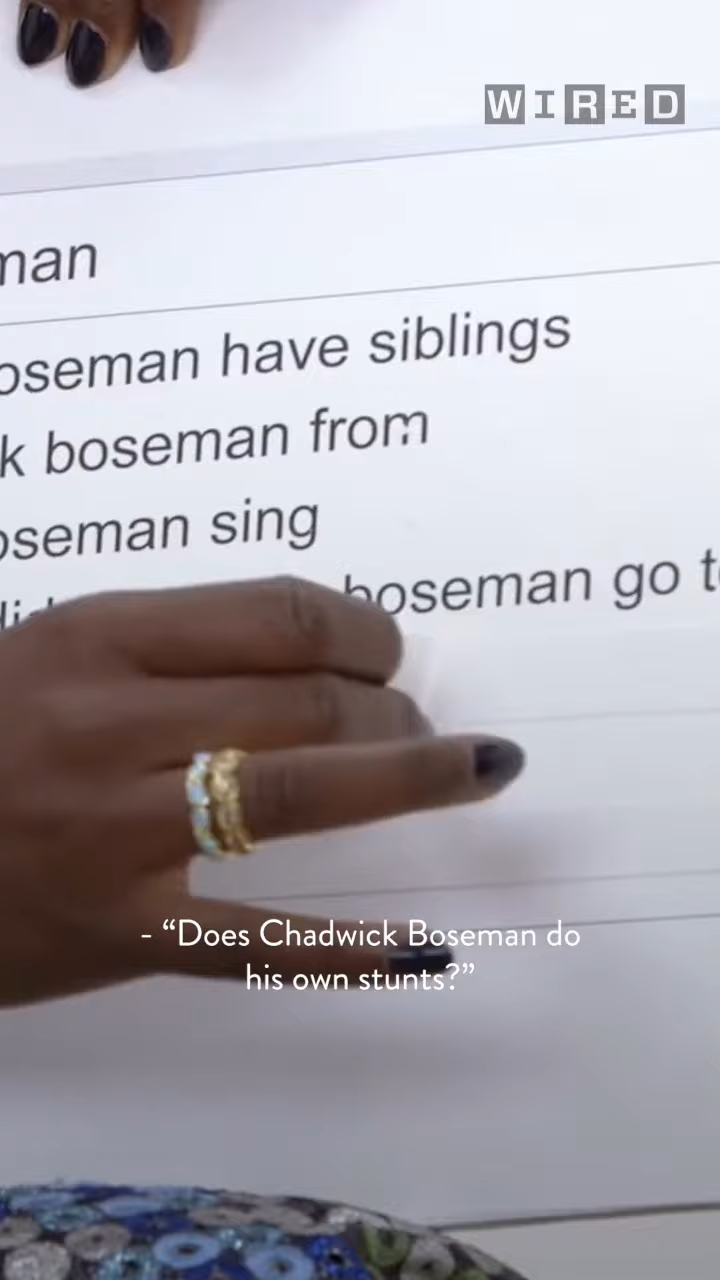 WIRED
man
oseman have siblings
k boseman from
oseman sing
boseman go t
- “Does Chadwick Boseman do
his own stunts?”